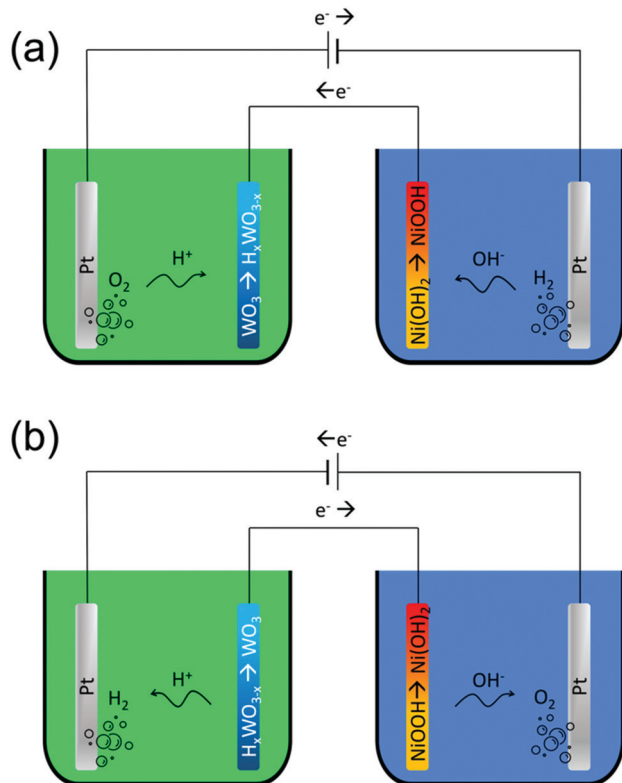 (a)
e⁻ →
←e⁻
Pt
O₂
H⁺
WO₃ → HₓWO₃₋ₓ
Ni(OH)₂ → NiOOH
OH⁻
H₂
Pt
(b)
←e⁻
e⁻ →
Pt
H₂
H⁺
HₓWO₃₋ₓ → WO₃
NiOOH → Ni(OH)₂
OH⁻
O₂
Pt